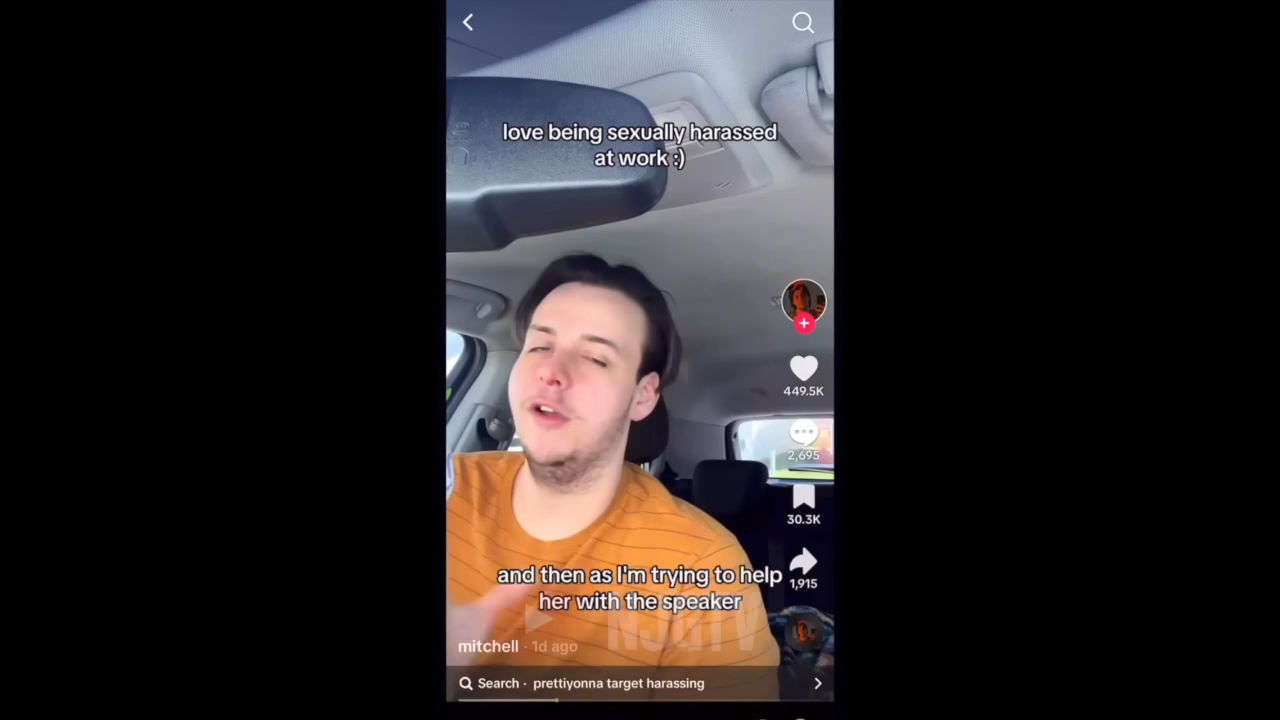 love being sexually harassed
at work :)
449.5K
2,695
30.3K
1,915
and then as I'm trying to help
her with the speaker
NJGTV
mitchell · 1d ago
Search · prettiyonna target harassing